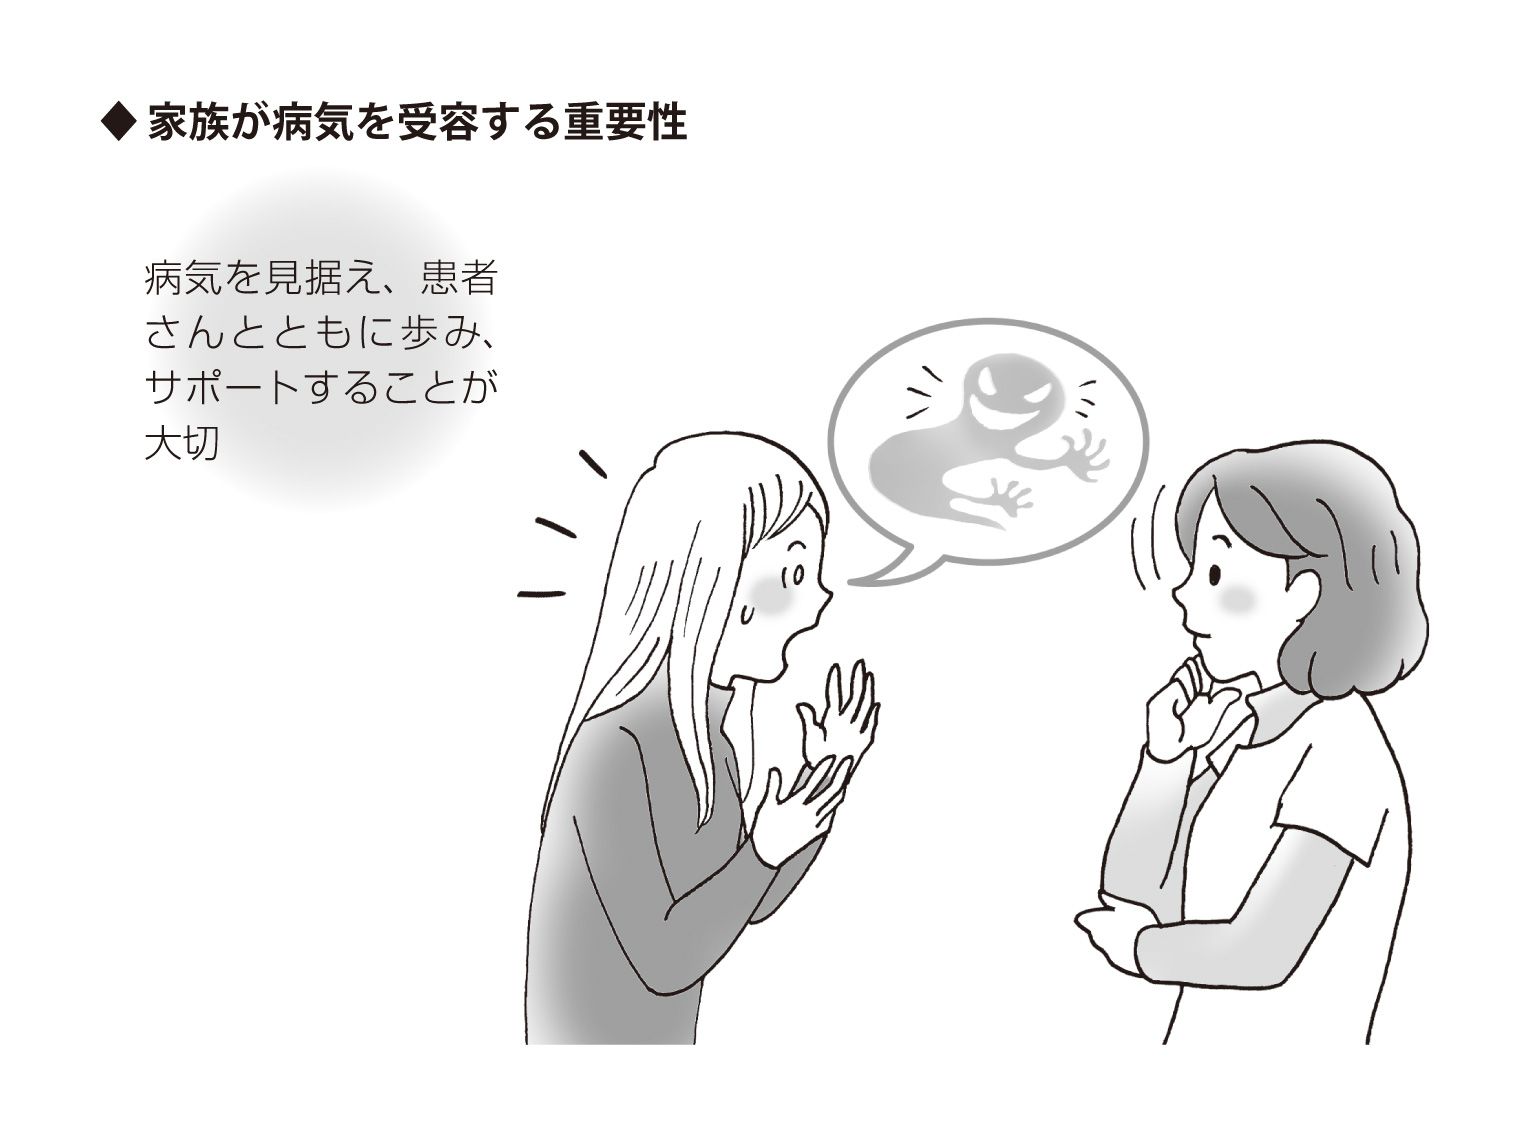 ◆ 家族が病気を受容する重要性
病気を見据え、患者
さんとともに歩み、
サポートすることが
大切